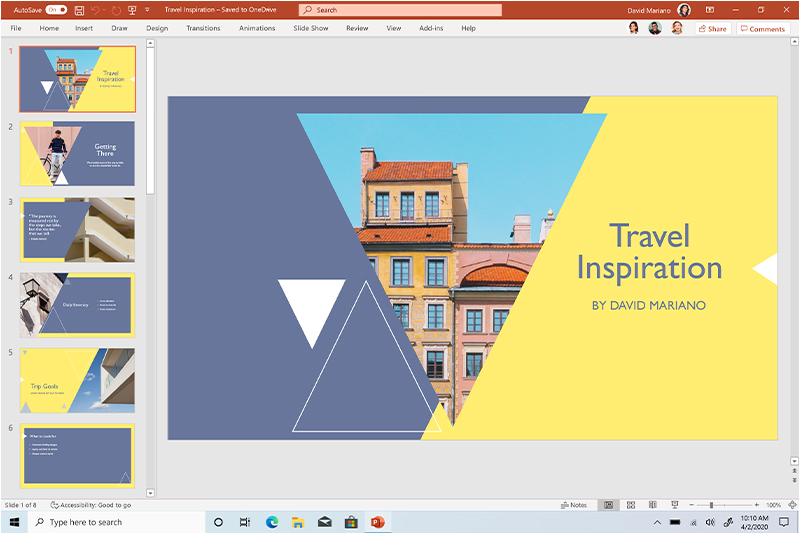 AutoSave On Travel Inspiration – Saved to OneDrive Search David Mariano
File Home Insert Draw Design Transitions Animations Slide Show Review View Add-ins Help Share Comments
1
Travel
Inspiration
BY DAVID MARIANO
2
Getting
There
3
"The journey is
measured not by
the steps we take,
but the stories
that we tell
4
Daily Itinerary
5
Trip Goals
6
What to Look for
Travel
Inspiration
BY DAVID MARIANO
Slide 1 of 8 Accessibility: Good to go Notes 100%
Type here to search
10:10 AM
4/2/2020